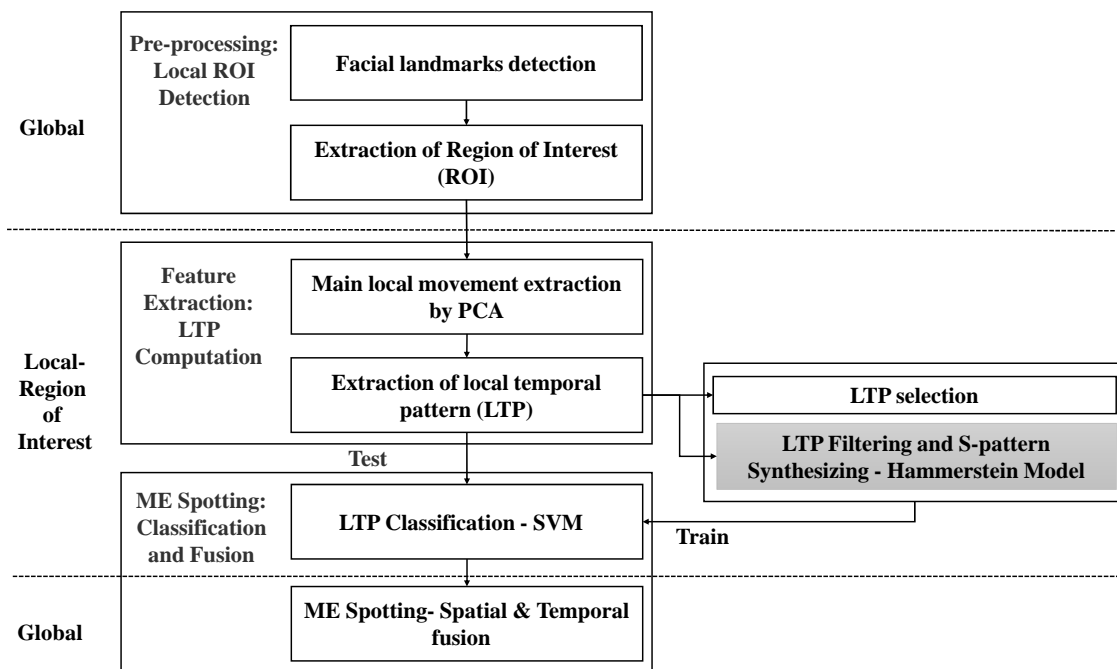 Pre-processing:
Local ROI
Detection
Facial landmarks detection
Global
Extraction of Region of Interest
(ROI)
Feature
Extraction:
LTP
Computation
Main local movement extraction
by PCA
Local-
Region
of
Interest
Extraction of local temporal
pattern (LTP)
LTP selection
LTP Filtering and S-pattern
Synthesizing - Hammerstein Model
Test
ME Spotting:
Classification
and Fusion
LTP Classification - SVM
Train
Global
ME Spotting- Spatial & Temporal
fusion